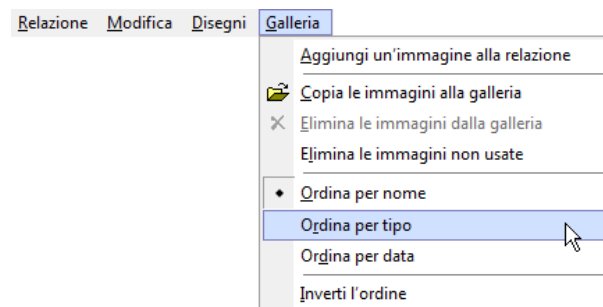 Relazione Modifica Disegni Galleria
Aggiungi un'immagine alla relazione
Copia le immagini alla galleria
Elimina le immagini dalla galleria
Elimina le immagini non usate
Ordina per nome
Ordina per tipo
Ordina per data
Inverti l'ordine